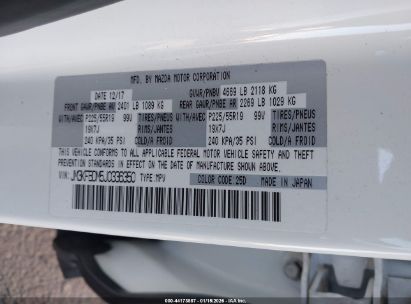 MFD. BY MAZDA MOTOR CORPORATION
DATE 12/17 GVWR/PNBV 4669 LB 2118 KG
FRONT GAWR/PNBE AV 2401 LB 1089 KG REAR GAWR/PNBE AR 2269 LB 1029 KG
WITH/AVEC P225/55R19 99V TIRES/PNEUS WITH/AVEC P225/55R19 99V TIRES/PNEUS
19X7J RIMS/JANTES 19X7J RIMS/JANTES
240 KPA/35 PSI COLD/A FROID 240 KPA/35 PSI COLD/A FROID
THIS VEHICLE CONFORMS TO ALL APPLICABLE FEDERAL MOTOR VEHICLE SAFETY, BUMPER, AND THEFT
PREVENTION STANDARDS IN EFFECT ON THE DATE OF MANUFACTURE SHOWN ABOVE.
VIN: TYPE: MPV COLOR CODE: 25D MADE IN JAPAN